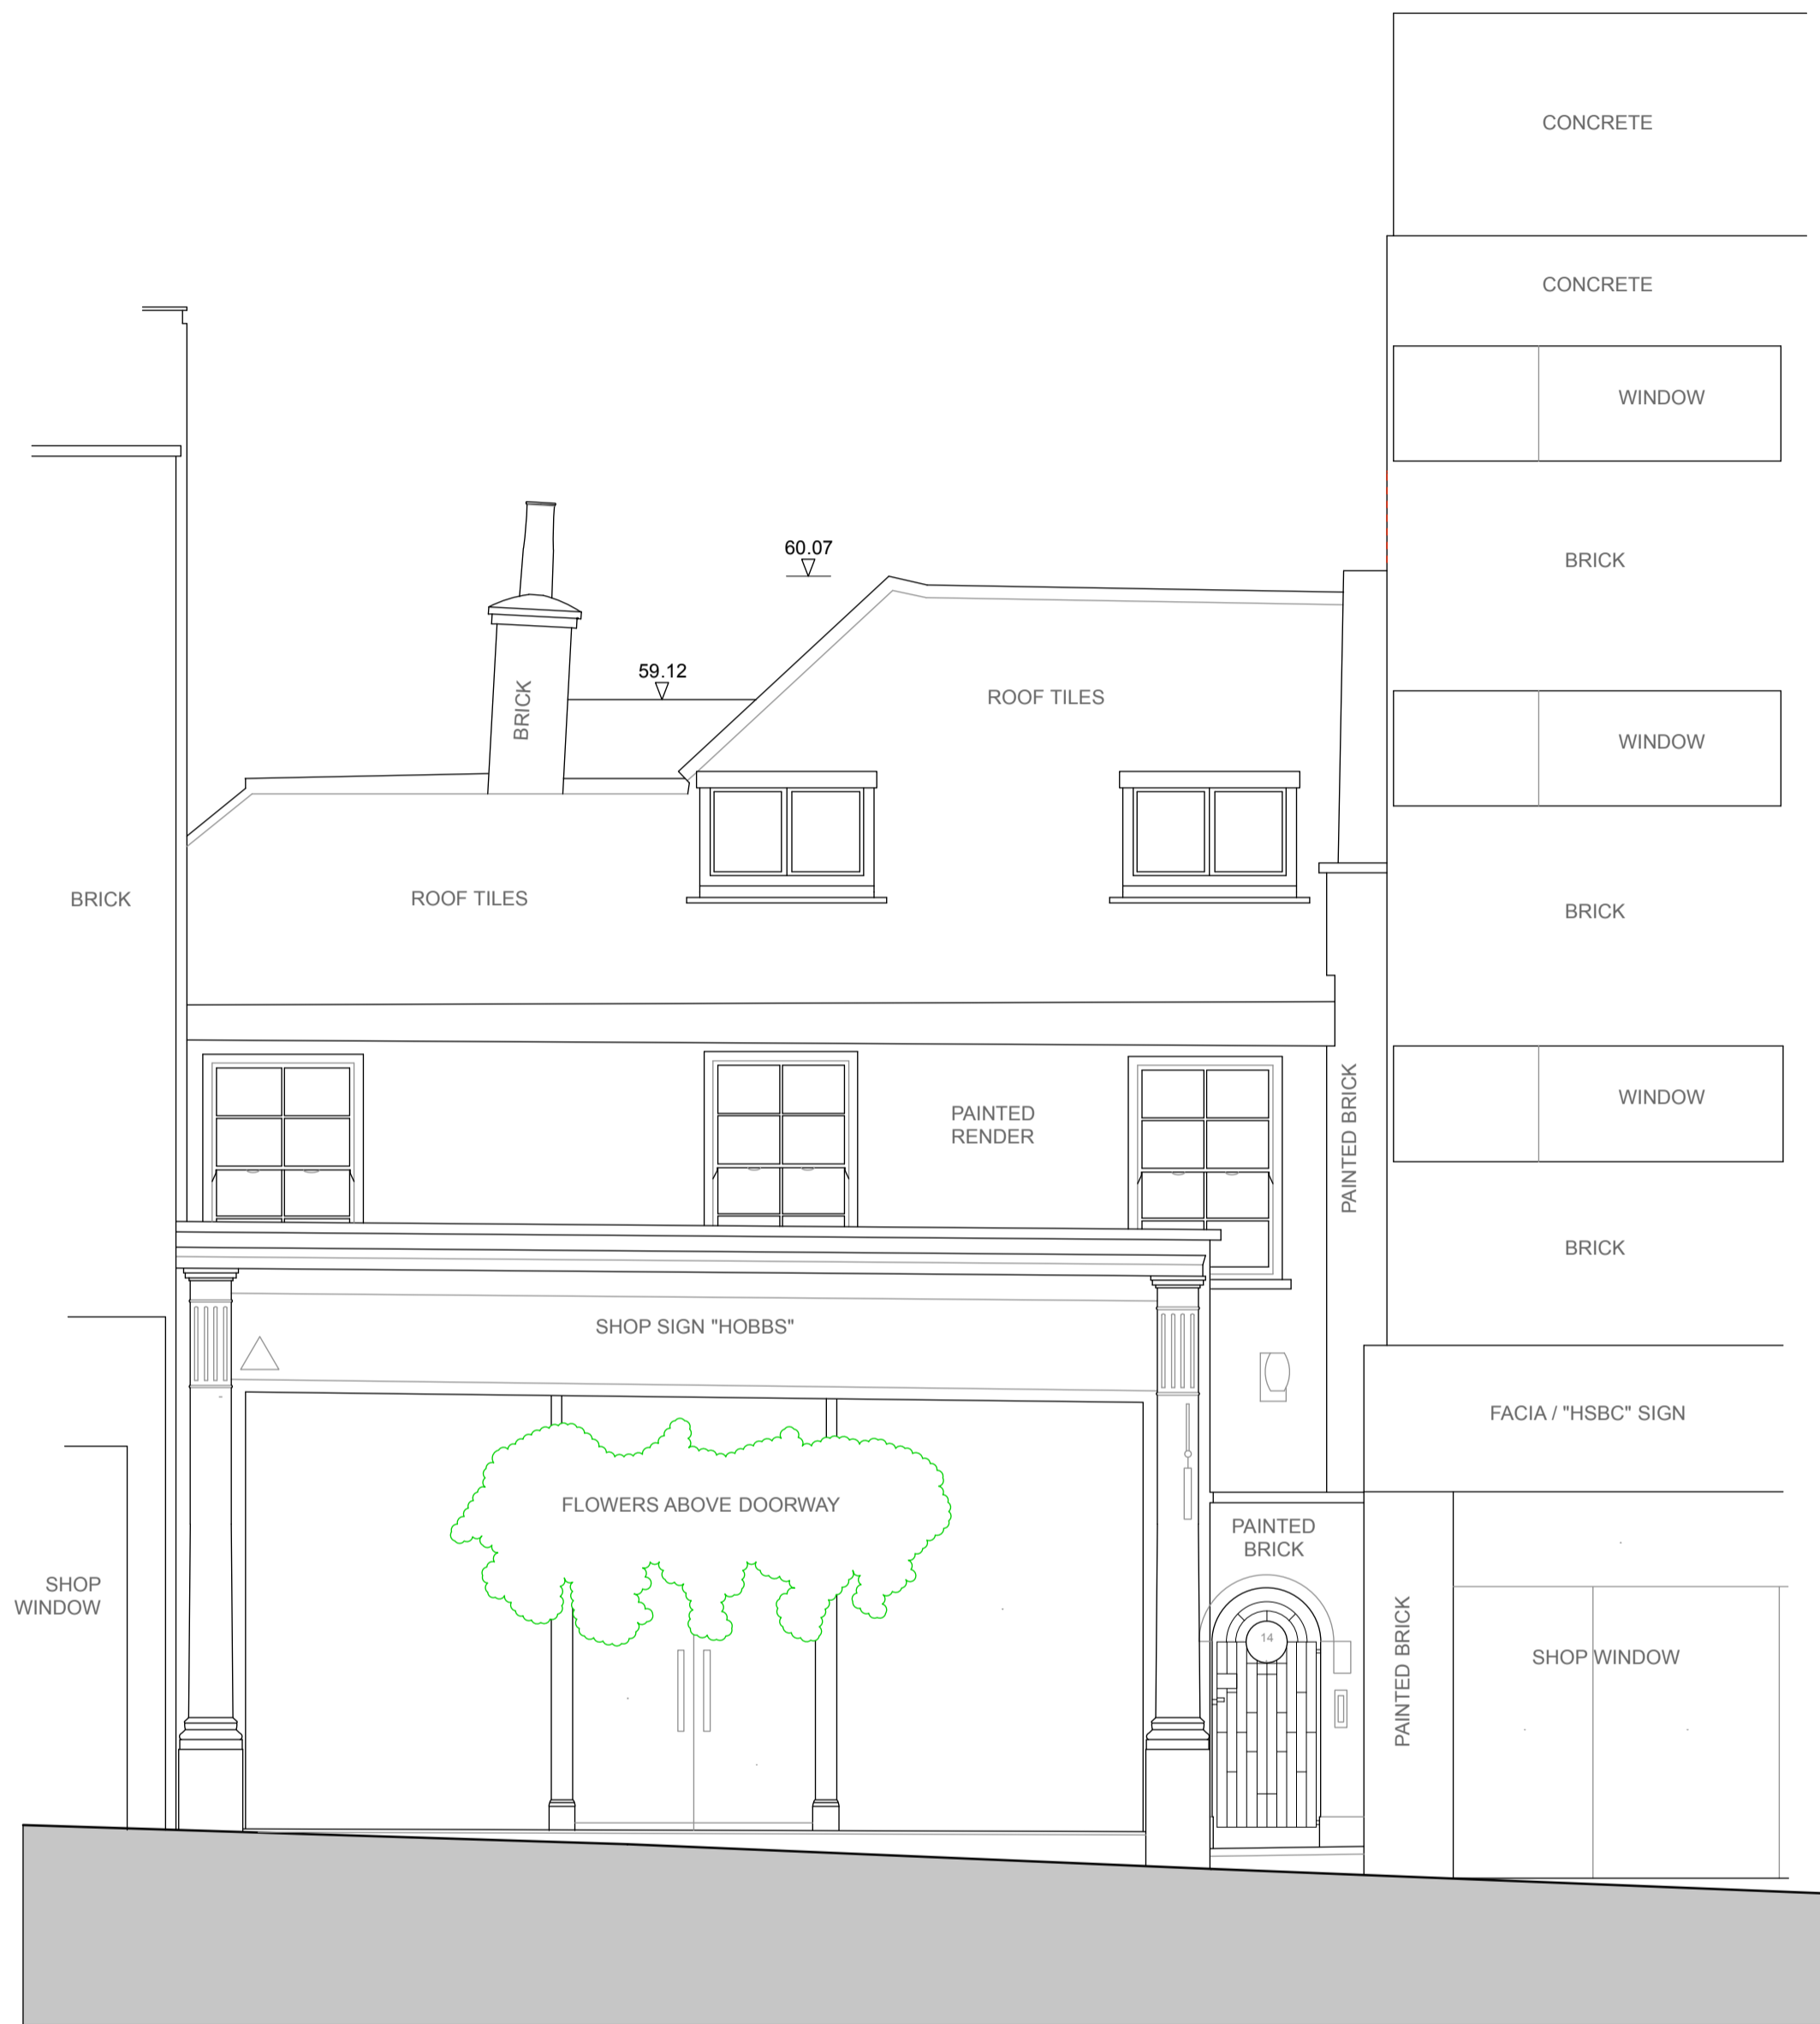 CONCRETE
CONCRETE
WINDOW
60.07
BRICK
59.12
BRICK
ROOF TILES
WINDOW
BRICK
ROOF TILES
BRICK
PAINTED
RENDER
PAINTED BRICK
WINDOW
BRICK
SHOP SIGN "HOBBS"
FACIA / "HSBC" SIGN
FLOWERS ABOVE DOORWAY
PAINTED
BRICK
SHOP
WINDOW
14
PAINTED BRICK
SHOP WINDOW